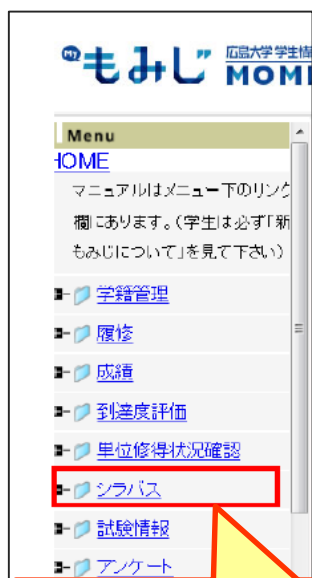 My もみじ 広島大学 学生情
MOMI
Menu
HOME
マニュアルはメニュー下のリンク
欄にあります。(学生は必ず「新
もみじについて」を見て下さい)
学籍管理
履修
成績
到達度評価
単位修得状況確認
シラバス
試験情報
アンケート